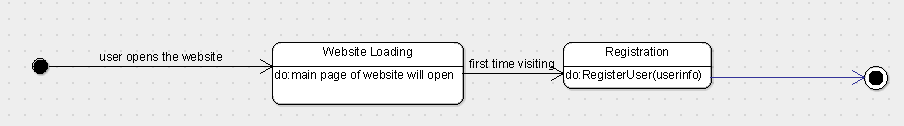 user opens the website
Website Loading
do:main page of website will open
first time visiting
Registration
do:RegisterUser(userinfo)